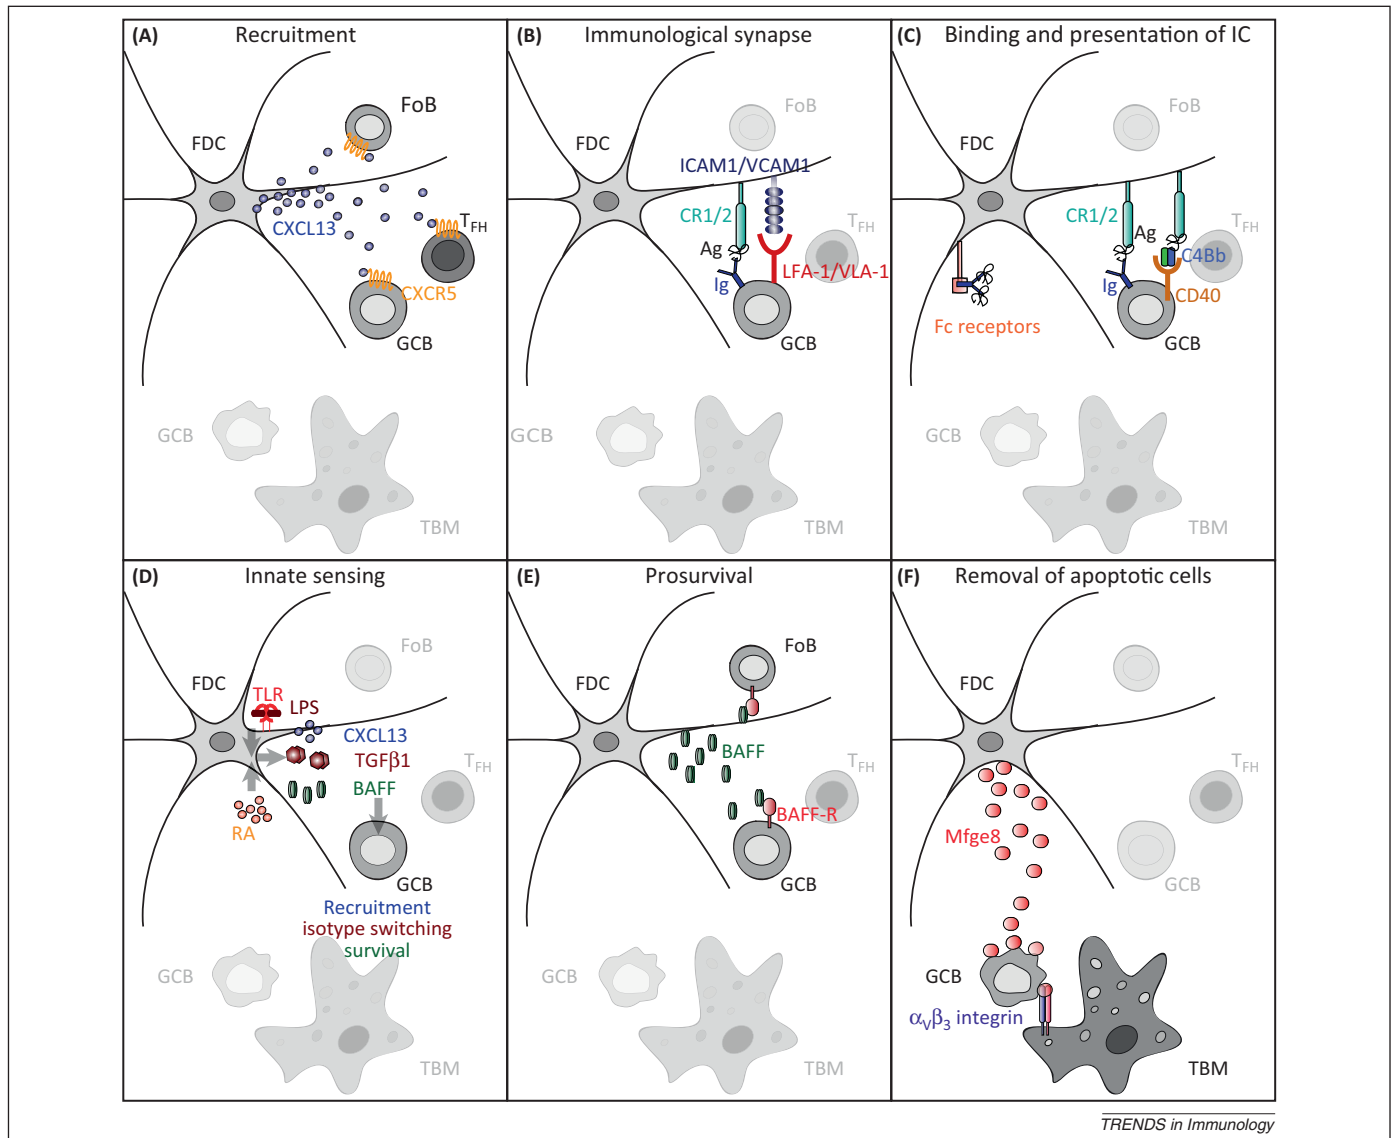 (A) Recruitment
FoB
FDC
CXCL13
TFH
CXCR5
GCB
GCB
TBM
(B) Immunological synapse
FoB
FDC
ICAM1/VCAM1
CR1/2
TFH
Ag
LFA-1/VLA-1
Ig
GCB
GCB
TBM
(C) Binding and presentation of IC
FoB
FDC
CR1/2
TFH
Ag
C4Bb
Ig
CD40
Fc receptors
GCB
GCB
TBM
(D) Innate sensing
FoB
FDC
TLR
LPS
CXCL13
TGFβ1
TFH
BAFF
RA
GCB
Recruitment
isotype switching
survival
GCB
TBM
(E) Prosurvival
FoB
FDC
BAFF
TFH
BAFF-R
GCB
GCB
TBM
(F) Removal of apoptotic cells
FoB
FDC
TFH
Mfge8
GCB
GCB
αVβ3 integrin
TBM
TRENDS in Immunology